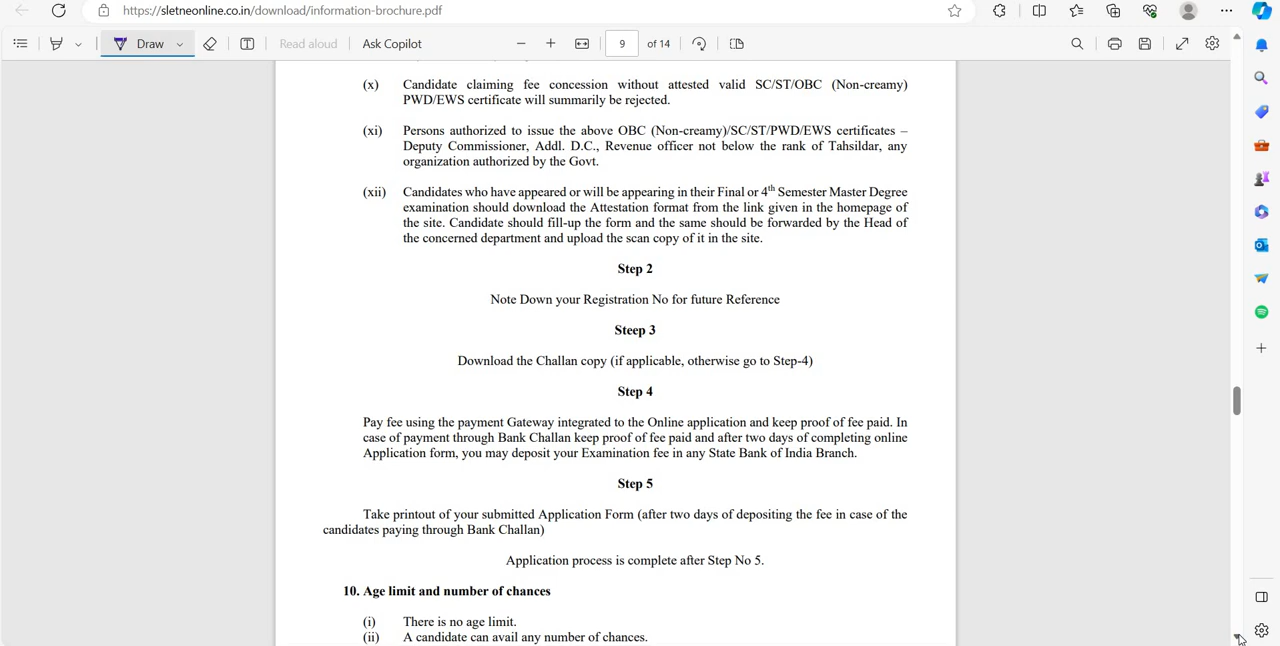 https://sletneonline.co.in/download/information-brochure.pdf
Draw
Read aloud
Ask Copilot
9
of 14
(x) Candidate claiming fee concession without attested valid SC/ST/OBC (Non-creamy)
PWD/EWS certificate will summarily be rejected.
(xi) Persons authorized to issue the above OBC (Non-creamy)/SC/ST/PWD/EWS certificates –
Deputy Commissioner, Addl. D.C., Revenue officer not below the rank of Tahsildar, any
organization authorized by the Govt.
(xii) Candidates who have appeared or will be appearing in their Final or 4th Semester Master Degree
examination should download the Attestation format from the link given in the homepage of
the site. Candidate should fill-up the form and the same should be forwarded by the Head of
the concerned department and upload the scan copy of it in the site.
Step 2
Note Down your Registration No for future Reference
Steep 3
Download the Challan copy (if applicable, otherwise go to Step-4)
Step 4
Pay fee using the payment Gateway integrated to the Online application and keep proof of fee paid. In
case of payment through Bank Challan keep proof of fee paid and after two days of completing online
Application form, you may deposit your Examination fee in any State Bank of India Branch.
Step 5
Take printout of your submitted Application Form (after two days of depositing the fee in case of the
candidates paying through Bank Challan)
Application process is complete after Step No 5.
10. Age limit and number of chances
(i) There is no age limit.
(ii) A candidate can avail any number of chances.